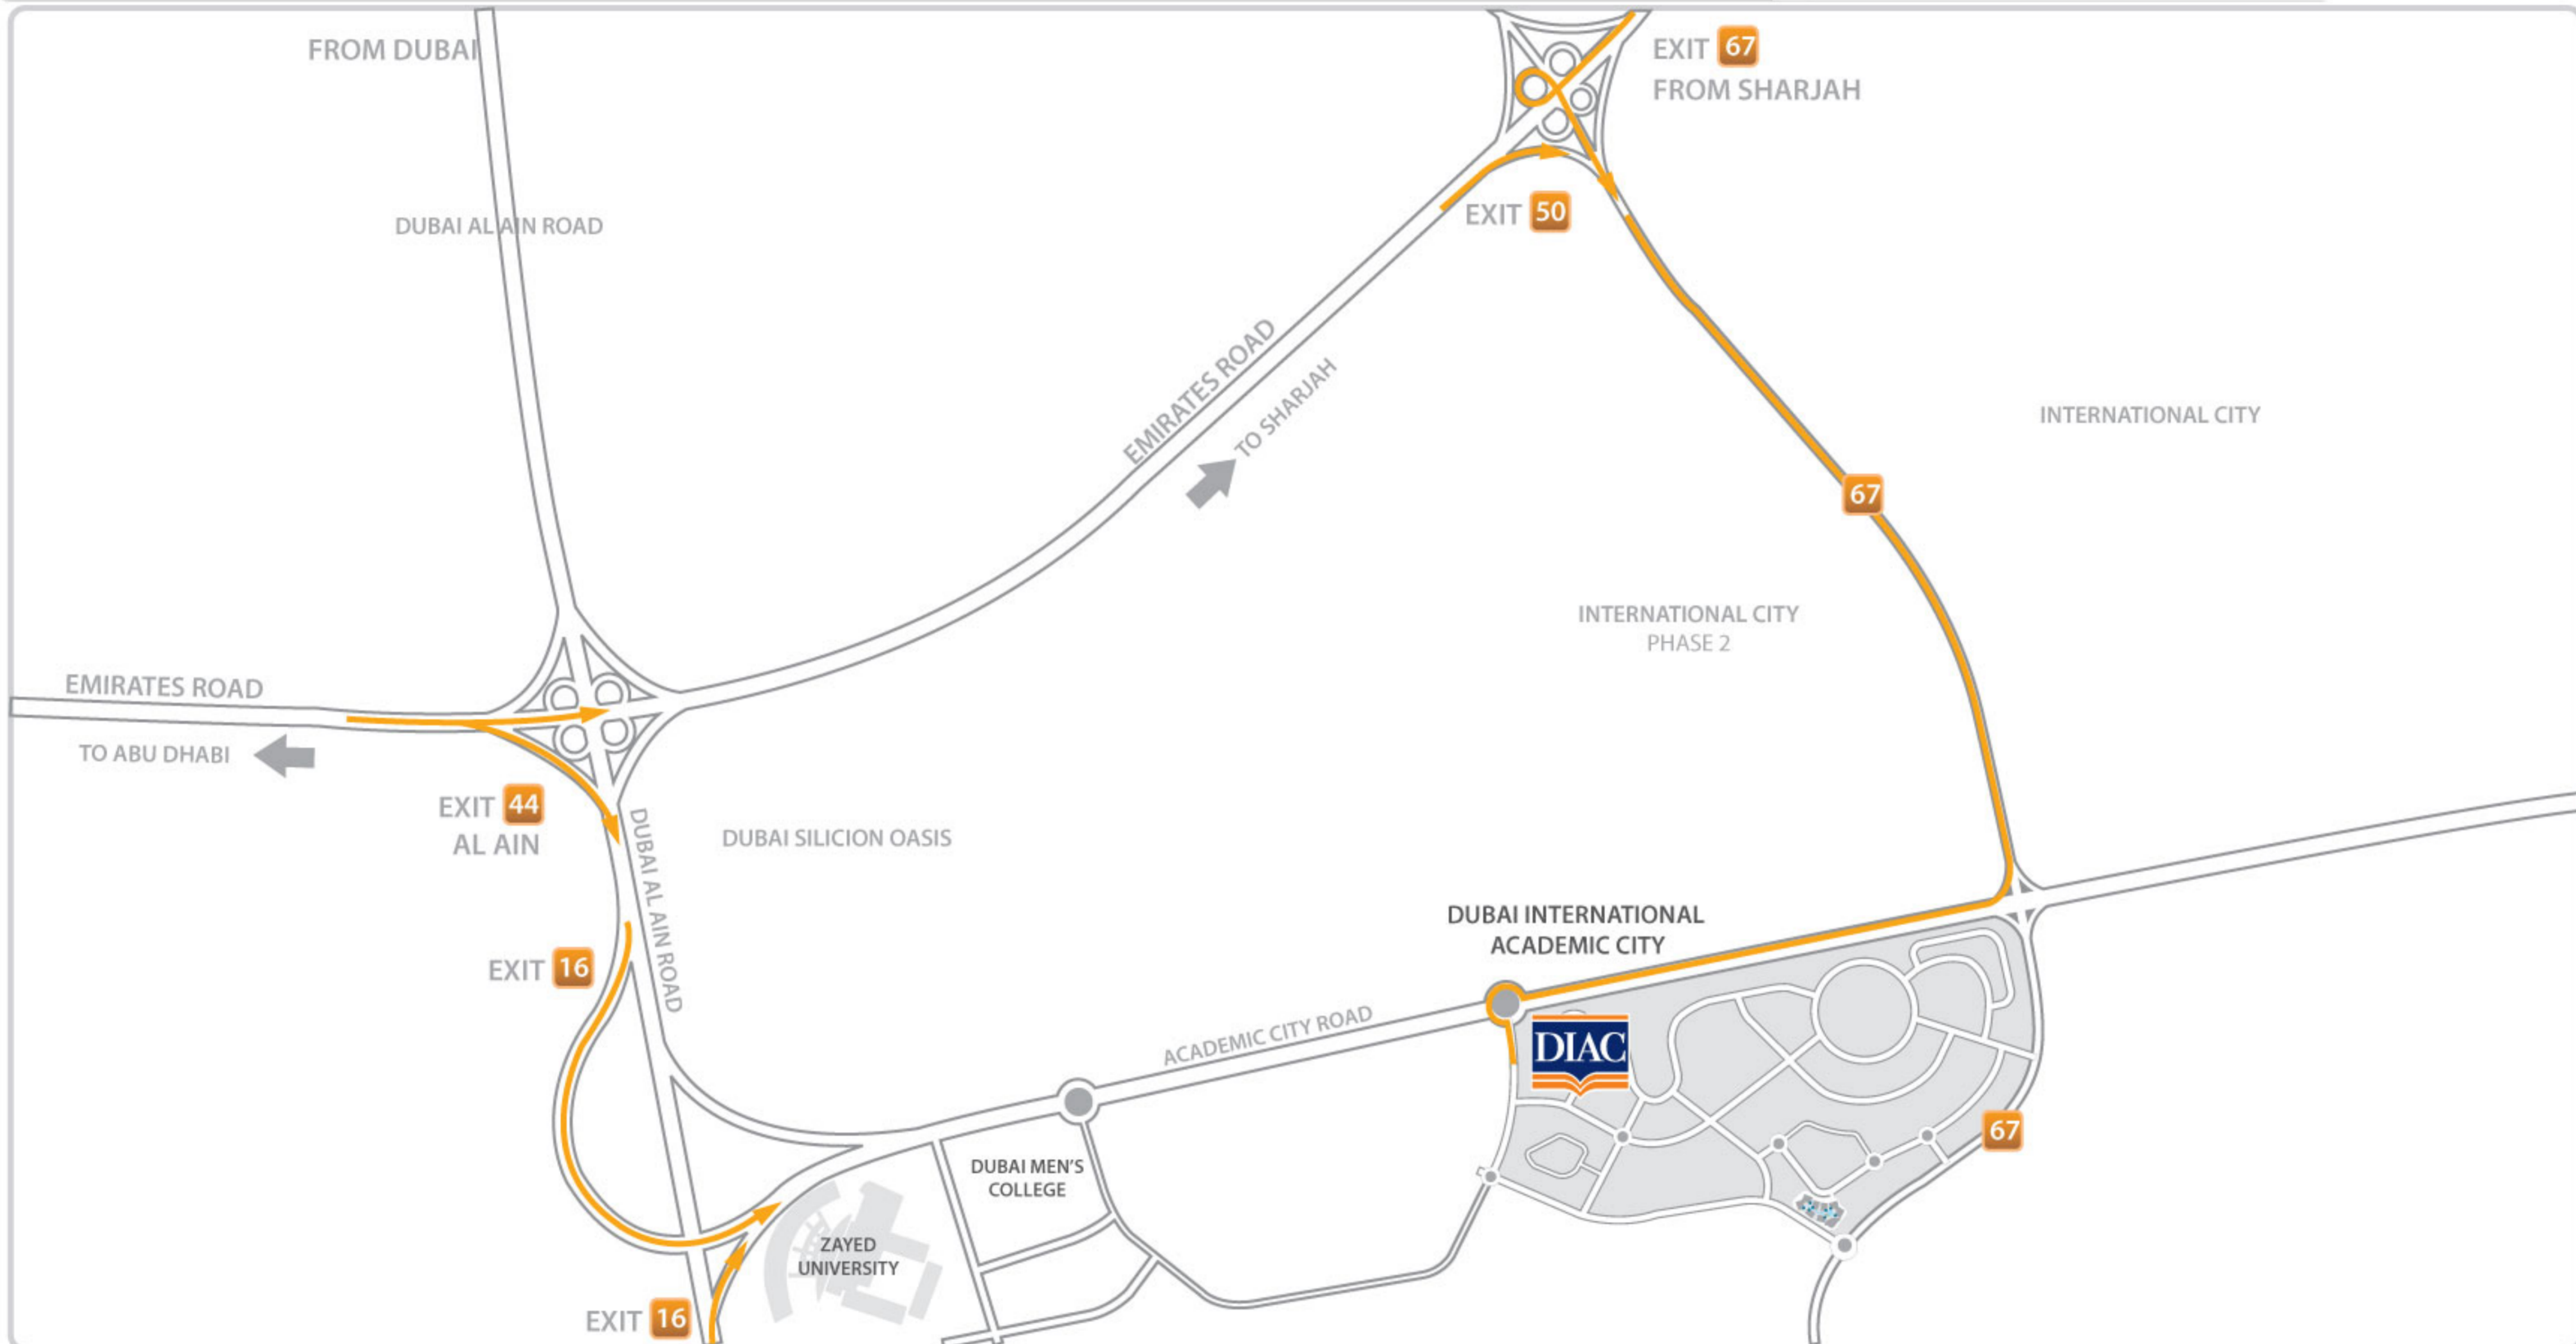 FROM DUBAI
EXIT 67
FROM SHARJAH
DUBAI AL AIN ROAD
EXIT 50
EMIRATES ROAD
TO SHARJAH
INTERNATIONAL CITY
67
INTERNATIONAL CITY
PHASE 2
EMIRATES ROAD
TO ABU DHABI
EXIT 44
AL AIN
DUBAI AL AIN ROAD
DUBAI SILICION OASIS
DUBAI INTERNATIONAL
ACADEMIC CITY
EXIT 16
ACADEMIC CITY ROAD
DIAC
67
DUBAI MEN'S
COLLEGE
ZAYED
UNIVERSITY
EXIT 16